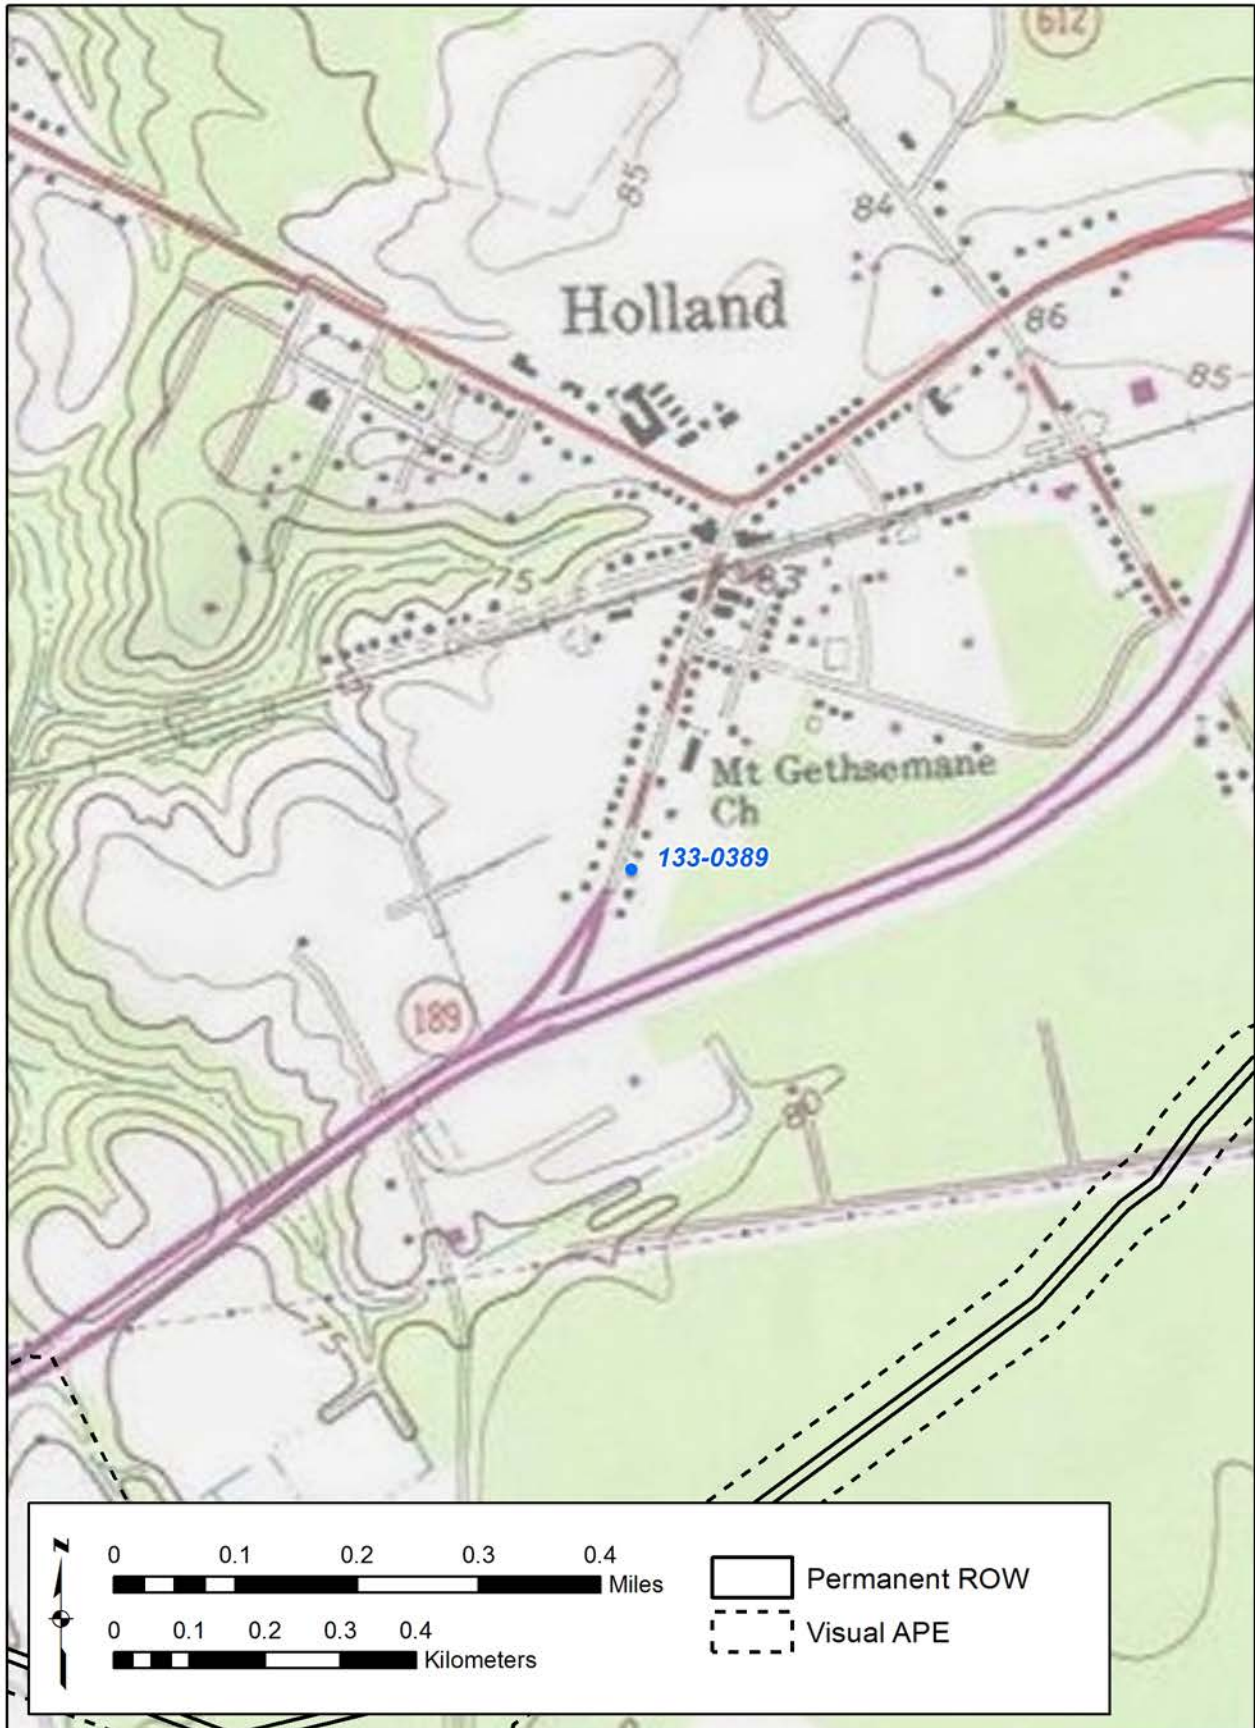 612
85
84
Holland
86
85
75
83
Mt Gethsemane
Ch
133-0389
189
80
75
N
0 0.1 0.2 0.3 0.4
Miles
0 0.1 0.2 0.3 0.4
Kilometers
Permanent ROW
Visual APE